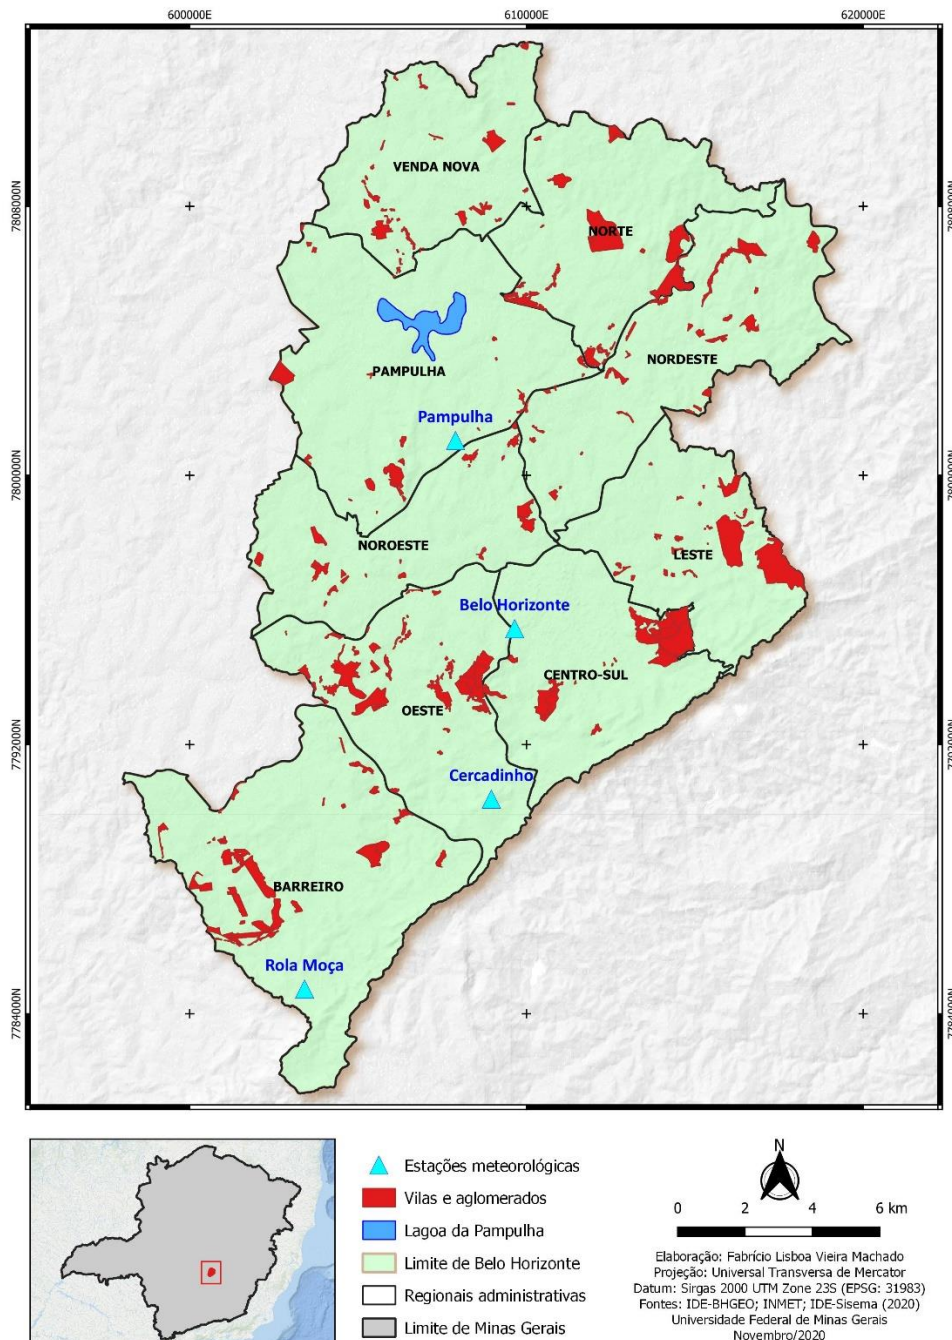 600000E 610000E 620000E
VENDA NOVA
7808000N 7808000N
NORTE
NORDESTE
PAMPULHA
Pampulha
7800000N 7800000N
NOROESTE
LESTE
Belo Horizonte
CENTRO-SUL
OESTE
7792000N 7792000N
Cercadinho
BARREIRO
Rola Moça
7784000N 7784000N
Estações meteorológicas
Vilas e aglomerados
Lagoa da Pampulha
Limite de Belo Horizonte
Regionais administrativas
Limite de Minas Gerais
N
0 2 4 6 km
Elaboração: Fabrício Lisboa Vieira Machado
Projeção: Universal Transversa de Mercator
Datum: Sirgas 2000 UTM Zone 23S (EPSG: 31983)
Fontes: IDE-BHGEO; INMET; IDE-Sisema (2020)
Universidade Federal de Minas Gerais
Novembro/2020